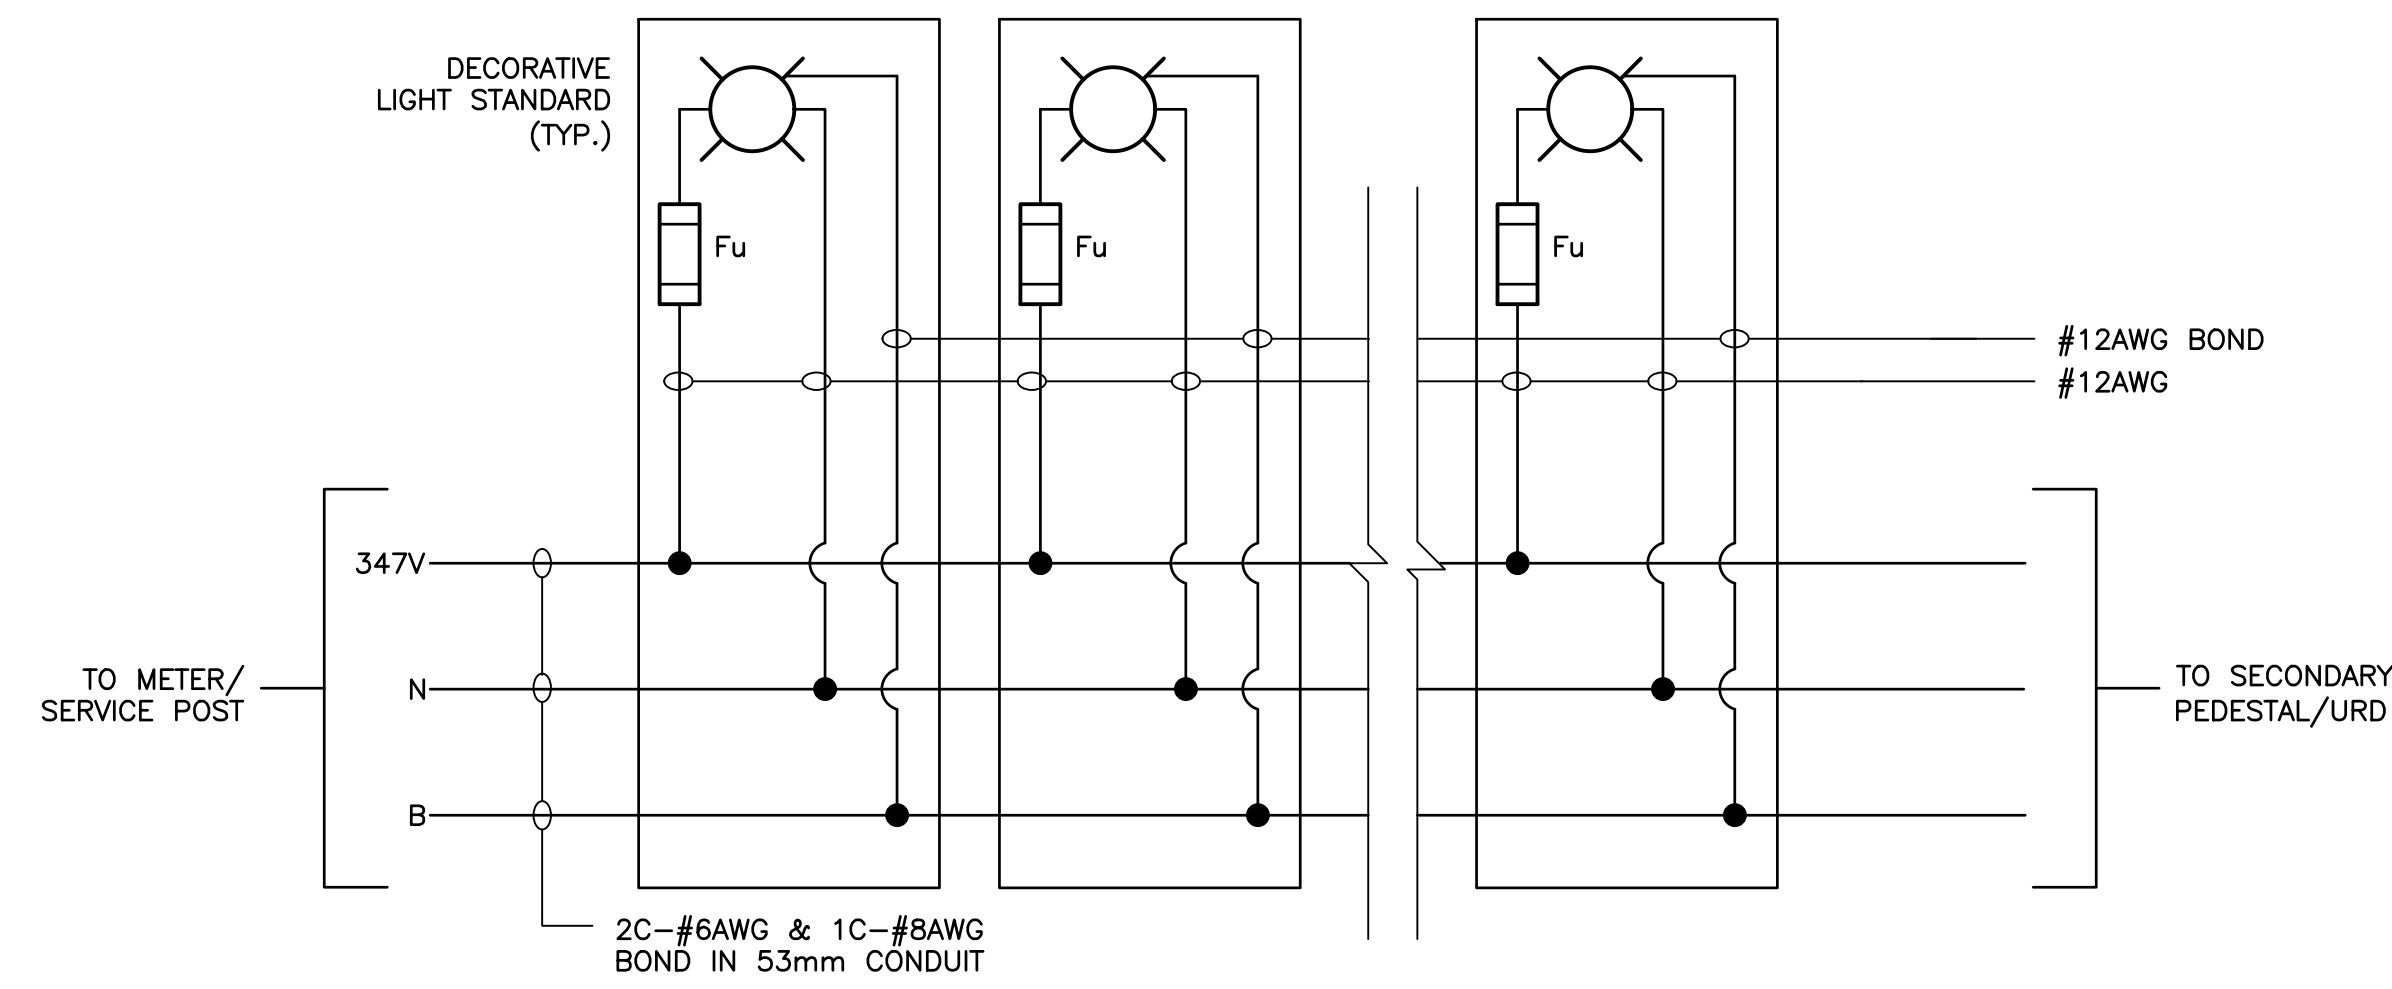 DECORATIVE
LIGHT STANDARD
(TYP.)
Fu
Fu
Fu
#12AWG BOND
#12AWG
347V
N
B
TO METER/
SERVICE POST
TO SECONDARY
PEDESTAL/URD
2C-#6AWG & 1C-#8AWG
BOND IN 53mm CONDUIT